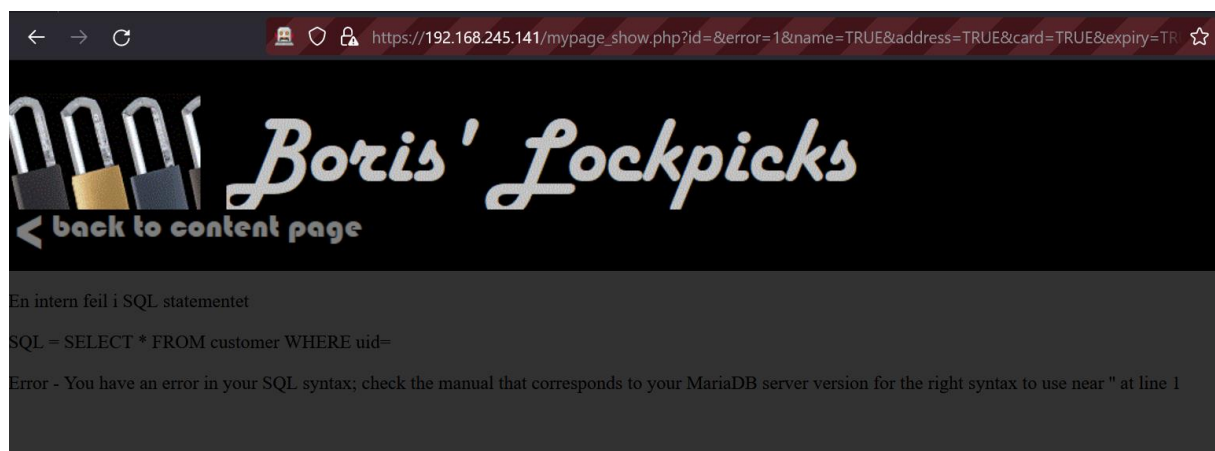 https://192.168.245.141/mypage_show.php?id=&error=1&name=TRUE&address=TRUE&card=TRUE&expiry=TR
Boris' Lockpicks
< back to content page
En intern feil i SQL statementet
SQL = SELECT * FROM customer WHERE uid=
Error - You have an error in your SQL syntax; check the manual that corresponds to your MariaDB server version for the right syntax to use near '' at line 1